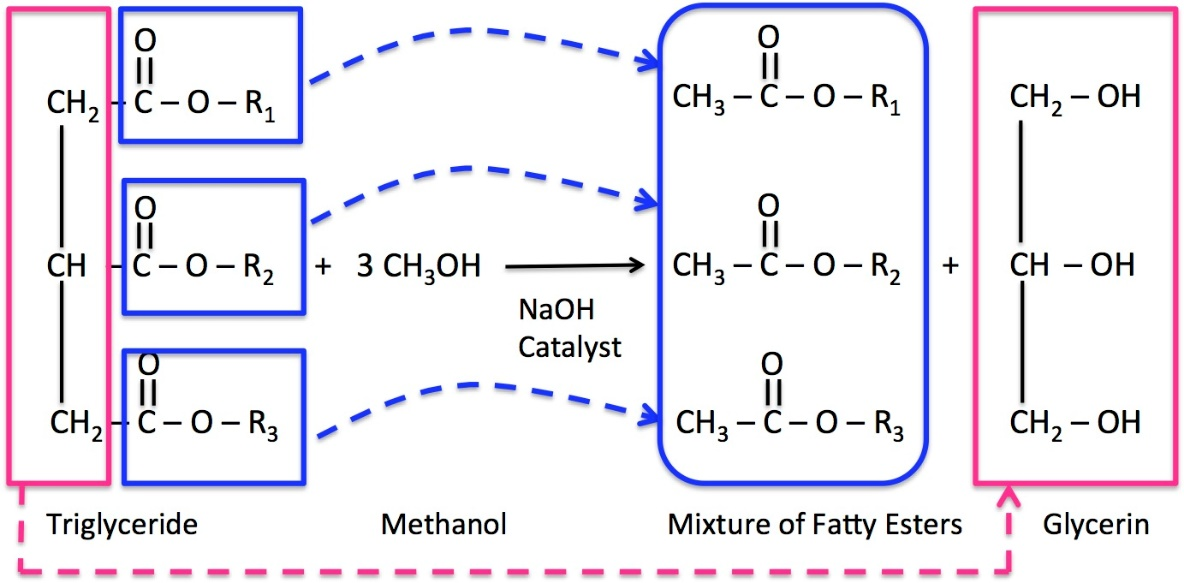 O O
CH₂ – C – O – R₁ CH₃ – C – O – R₁ CH₂ – OH
O O
CH – C – O – R₂ + 3 CH₃OH CH₃ – C – O – R₂ + CH – OH
NaOH
Catalyst
O O
CH₂ – C – O – R₃ CH₃ – C – O – R₃ CH₂ – OH
Triglyceride Methanol Mixture of Fatty Esters Glycerin